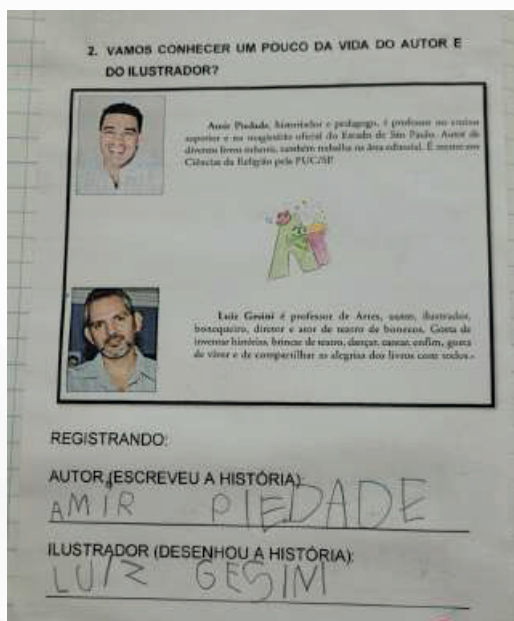 2. VAMOS CONHECER UM POUCO DA VIDA DO AUTOR E
DO ILUSTRADOR?
Amir Piedade, historiador e pedagogo, é professor no ensino
superior e no magistério oficial do Estado de São Paulo. Autor de
diversos livros infantis, também trabalha na área editorial. É mestre em
Ciências da Religião pela PUC/SP.
Luiz Gesini é professor de Artes, ilustrador,
bonequeiro, diretor e ator de teatro de bonecos. Gosta de
inventar histórias, brincar de teatro, dançar, cantar, enfim, gosta
de viver e de compartilhar as alegrias dos livros com todos.
REGISTRANDO:
AUTOR (ESCREVEU A HISTÓRIA):
AMIR PIEDADE
ILUSTRADOR (DESENHOU A HISTÓRIA):
LUIZ GESIM